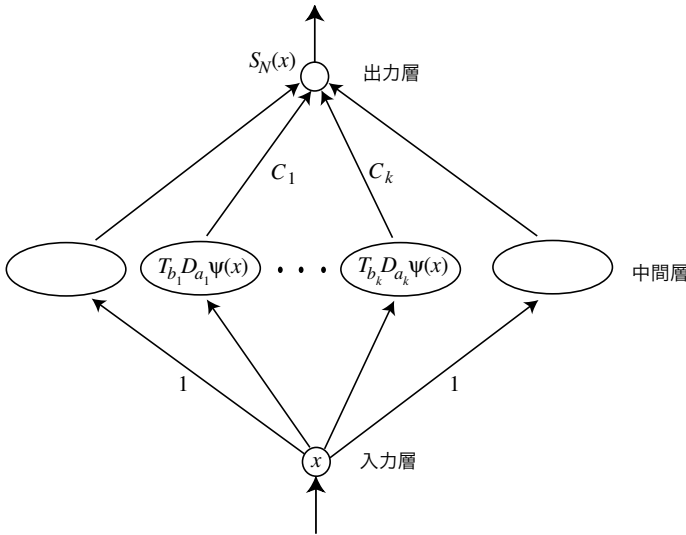 S_N(x)
出力層
C_1
C_k
T_{b_1}D_{a_1}ψ(x)
• • •
T_{b_k}D_{a_k}ψ(x)
中間層
1
1
x
入力層